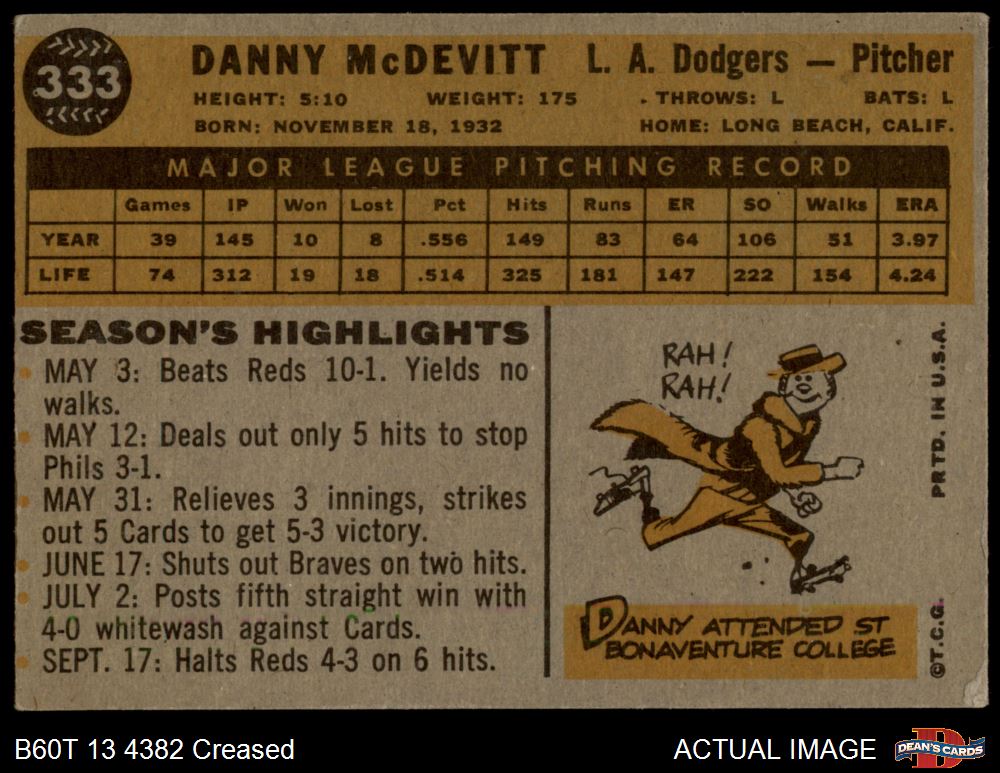 333
DANNY McDEVITT L. A. Dodgers — Pitcher
HEIGHT: 5:10 WEIGHT: 175 THROWS: L BATS: L
BORN: NOVEMBER 18, 1932 HOME: LONG BEACH, CALIF.
MAJOR LEAGUE PITCHING RECORD
Games IP Won Lost Pct Hits Runs ER SO Walks ERA
YEAR 39 145 10 8 .556 149 83 64 106 51 3.97
LIFE 74 312 19 18 .514 325 181 147 222 154 4.24
SEASON'S HIGHLIGHTS
• MAY 3: Beats Reds 10-1. Yields no
walks.
• MAY 12: Deals out only 5 hits to stop
Phils 3-1.
• MAY 31: Relieves 3 innings, strikes
out 5 Cards to get 5-3 victory.
• JUNE 17: Shuts out Braves on two hits.
• JULY 2: Posts fifth straight win with
4-0 whitewash against Cards.
• SEPT. 17: Halts Reds 4-3 on 6 hits.
RAH!
RAH!
DANNY ATTENDED ST
BONAVENTURE COLLEGE
©T.C.G. PRTD. IN U.S.A.
B60T 13 4382 Creased ACTUAL IMAGE
DEAN'S CARDS